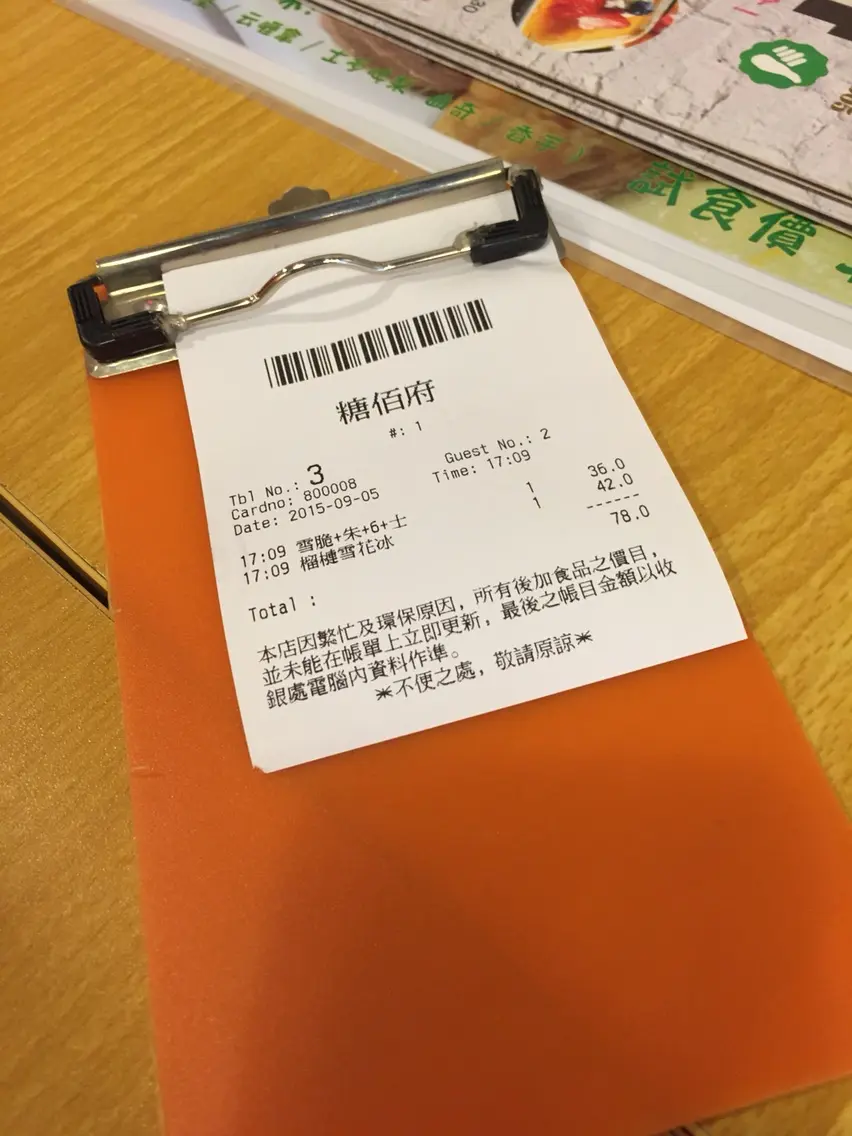 試食價
糖佰府
#: 1
Tbl No.: 3 Guest No.: 2
Cardno: 800008 Time: 17:09
Date: 2015-09-05
17:09 雪脆+朱+6+士 1 36.0
17:09 榴槤雪花冰 1 42.0
------
Total : 78.0
本店因繁忙及環保原因, 所有後加食品之價目,
並未能在帳單上立即更新, 最後之帳目金額以收
銀處電腦內資料作準。
*不便之處, 敬請原諒*